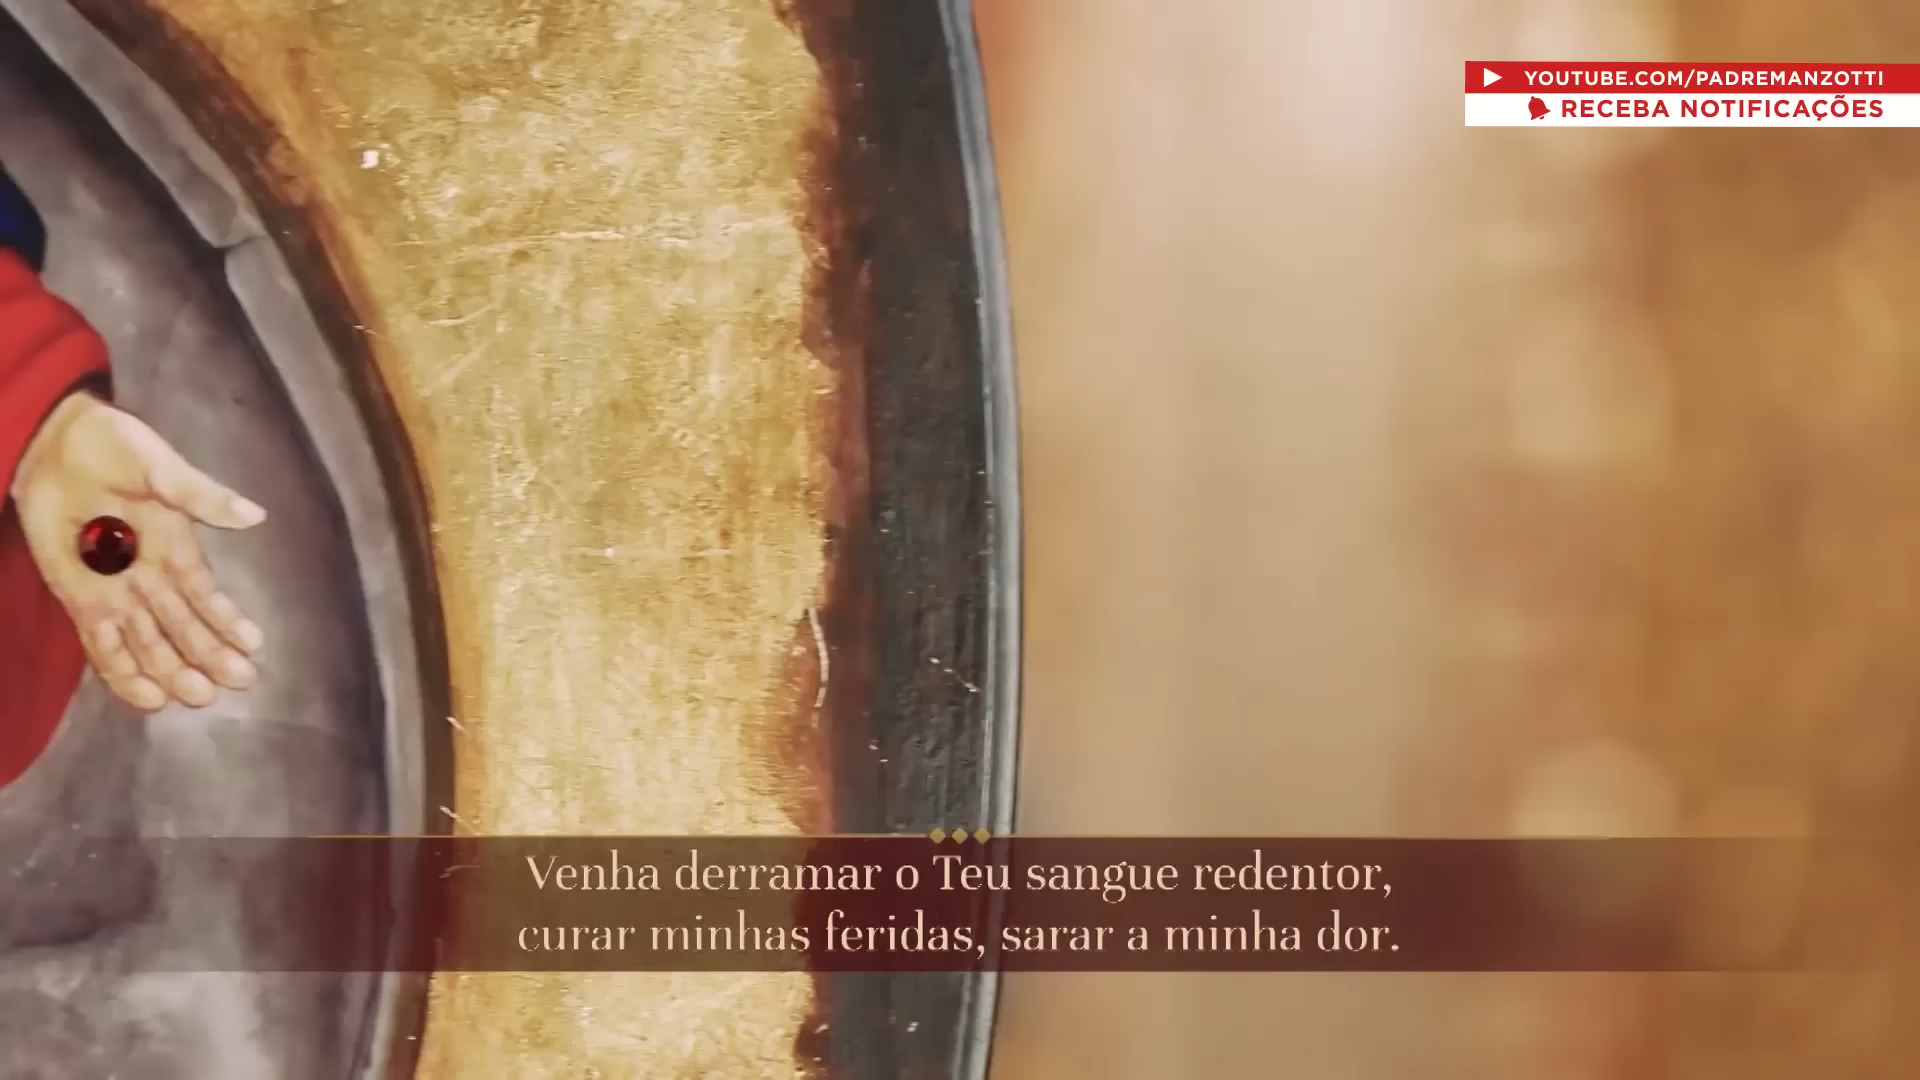 YOUTUBE.COM/PADREMANZOTTI
RECEBA NOTIFICAÇÕES
Venha derramar o Teu sangue redentor,
curar minhas feridas, sarar a minha dor.